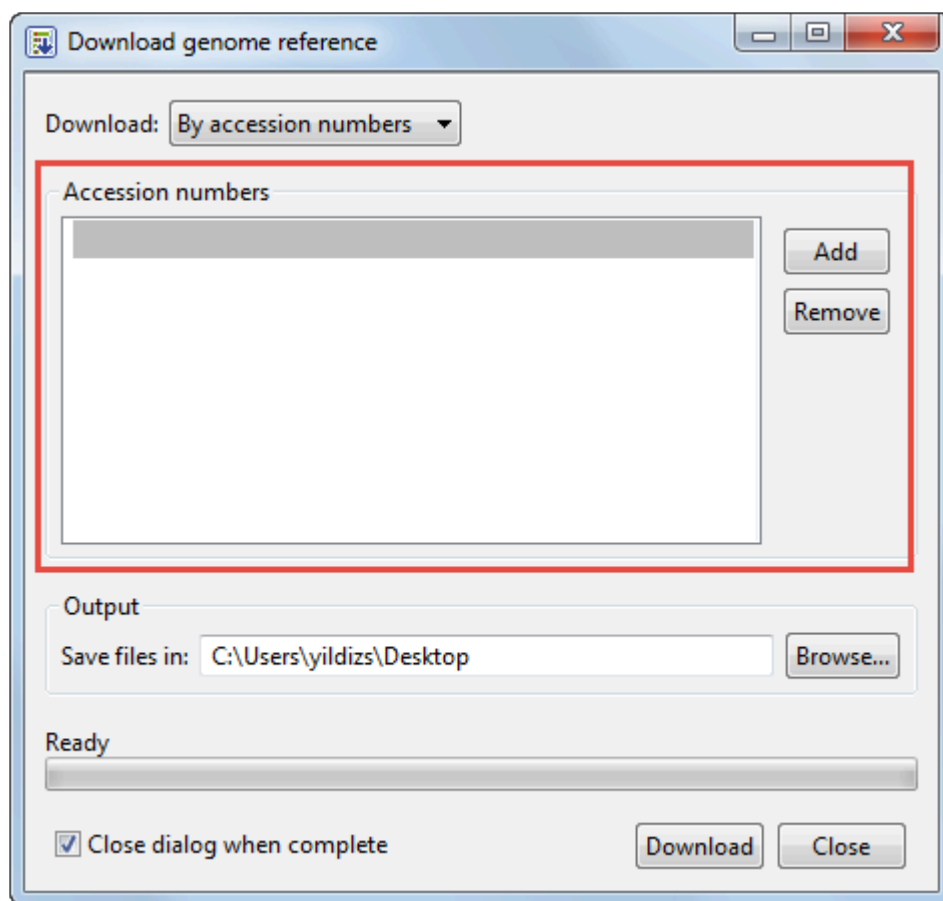 Download genome reference
Download: By accession numbers
Accession numbers
Add
Remove
Output
Save files in: C:\Users\yildizs\Desktop Browse...
Ready
Close dialog when complete Download Close